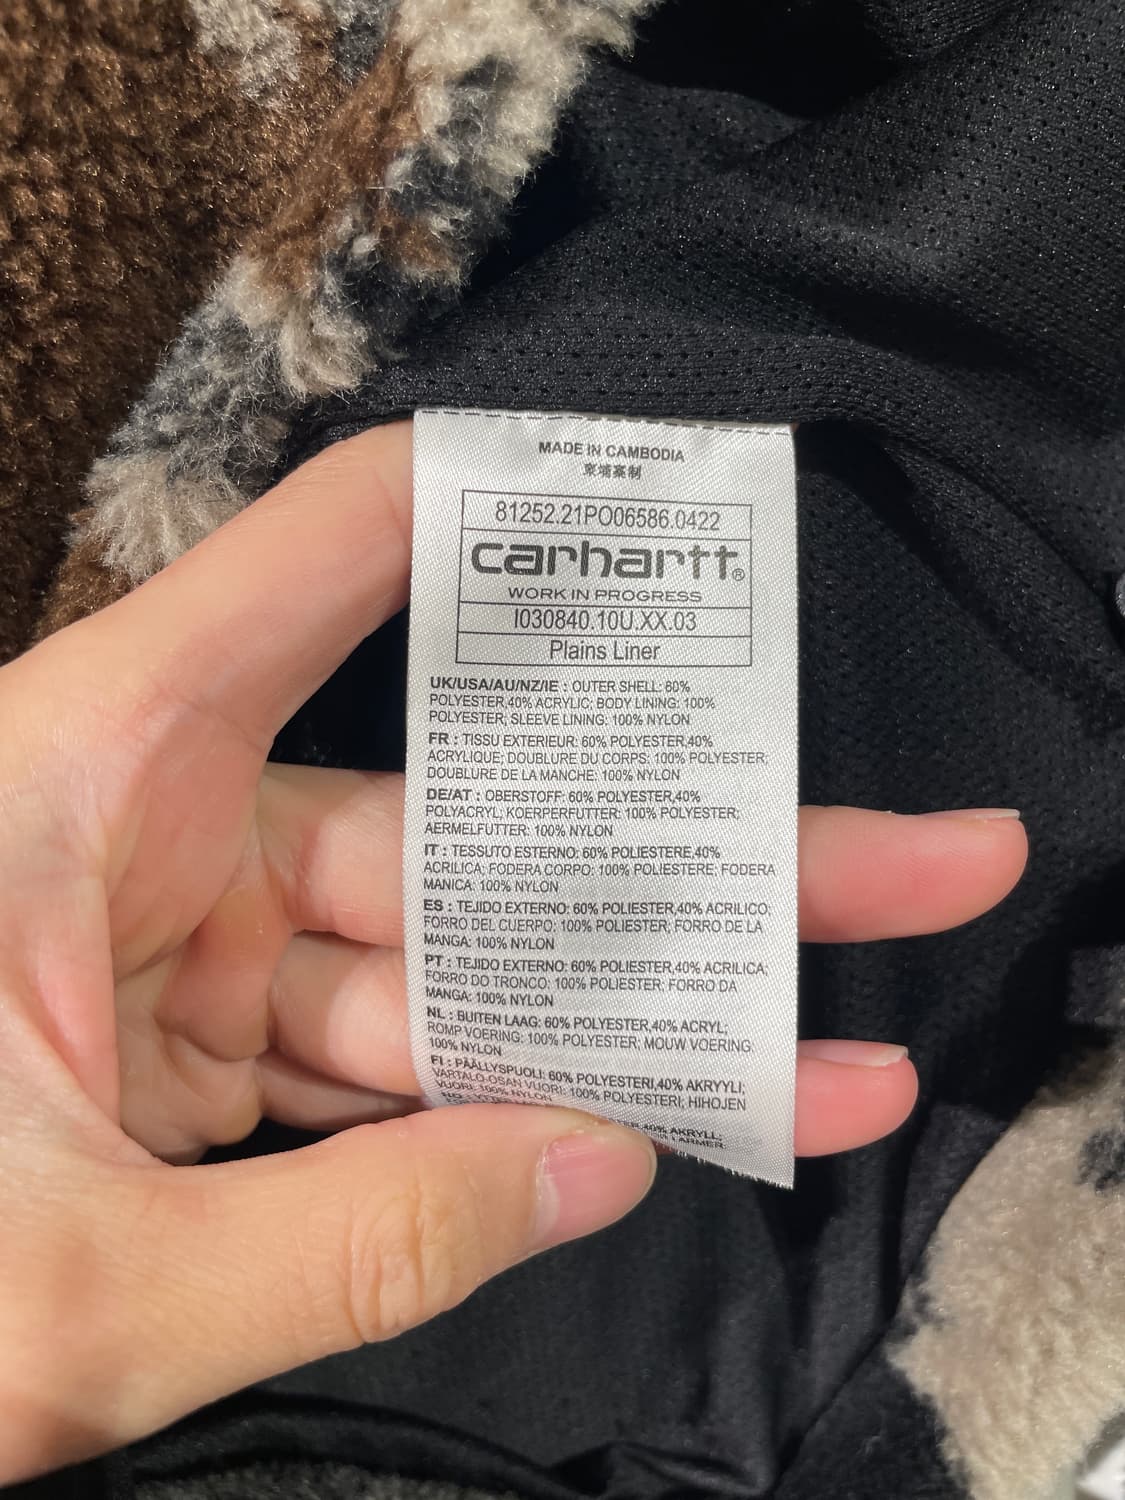 MADE IN CAMBODIA
柬埔寨制
81252.21PO06586.0422
carhartt®
WORK IN PROGRESS
I030840.10U.XX.03
Plains Liner
UK/USA/AU/NZ/IE : OUTER SHELL: 60%
POLYESTER,40% ACRYLIC; BODY LINING: 100%
POLYESTER; SLEEVE LINING: 100% NYLON
FR : TISSU EXTERIEUR: 60% POLYESTER,40%
ACRYLIQUE; DOUBLURE DU CORPS: 100% POLYESTER;
DOUBLURE DE LA MANCHE: 100% NYLON
DE/AT : OBERSTOFF: 60% POLYESTER,40%
POLYACRYL; KOERPERFUTTER: 100% POLYESTER;
AERMELFUTTER: 100% NYLON
IT : TESSUTO ESTERNO: 60% POLIESTERE,40%
ACRILICA; FODERA CORPO: 100% POLIESTERE; FODERA
MANICA: 100% NYLON
ES : TEJIDO EXTERNO: 60% POLIESTER,40% ACRILICO;
FORRO DEL CUERPO: 100% POLIESTER; FORRO DE LA
MANGA: 100% NYLON
PT : TEJIDO EXTERNO: 60% POLIESTER,40% ACRILICA;
FORRO DO TRONCO: 100% POLIESTER: FORRO DA
MANGA: 100% NYLON
NL : BUITEN LAAG: 60% POLYESTER,40% ACRYL;
ROMP VOERING: 100% POLYESTER; MOUW VOERING:
100% NYLON
FI : PÄÄLLYSPUOLI: 60% POLYESTERI,40% AKRYYLI;
VARTALO-OSAN VUORI: 100% POLYESTERI; HIHOJEN
VUORI: 100% NYLON
40% AKRYLL;